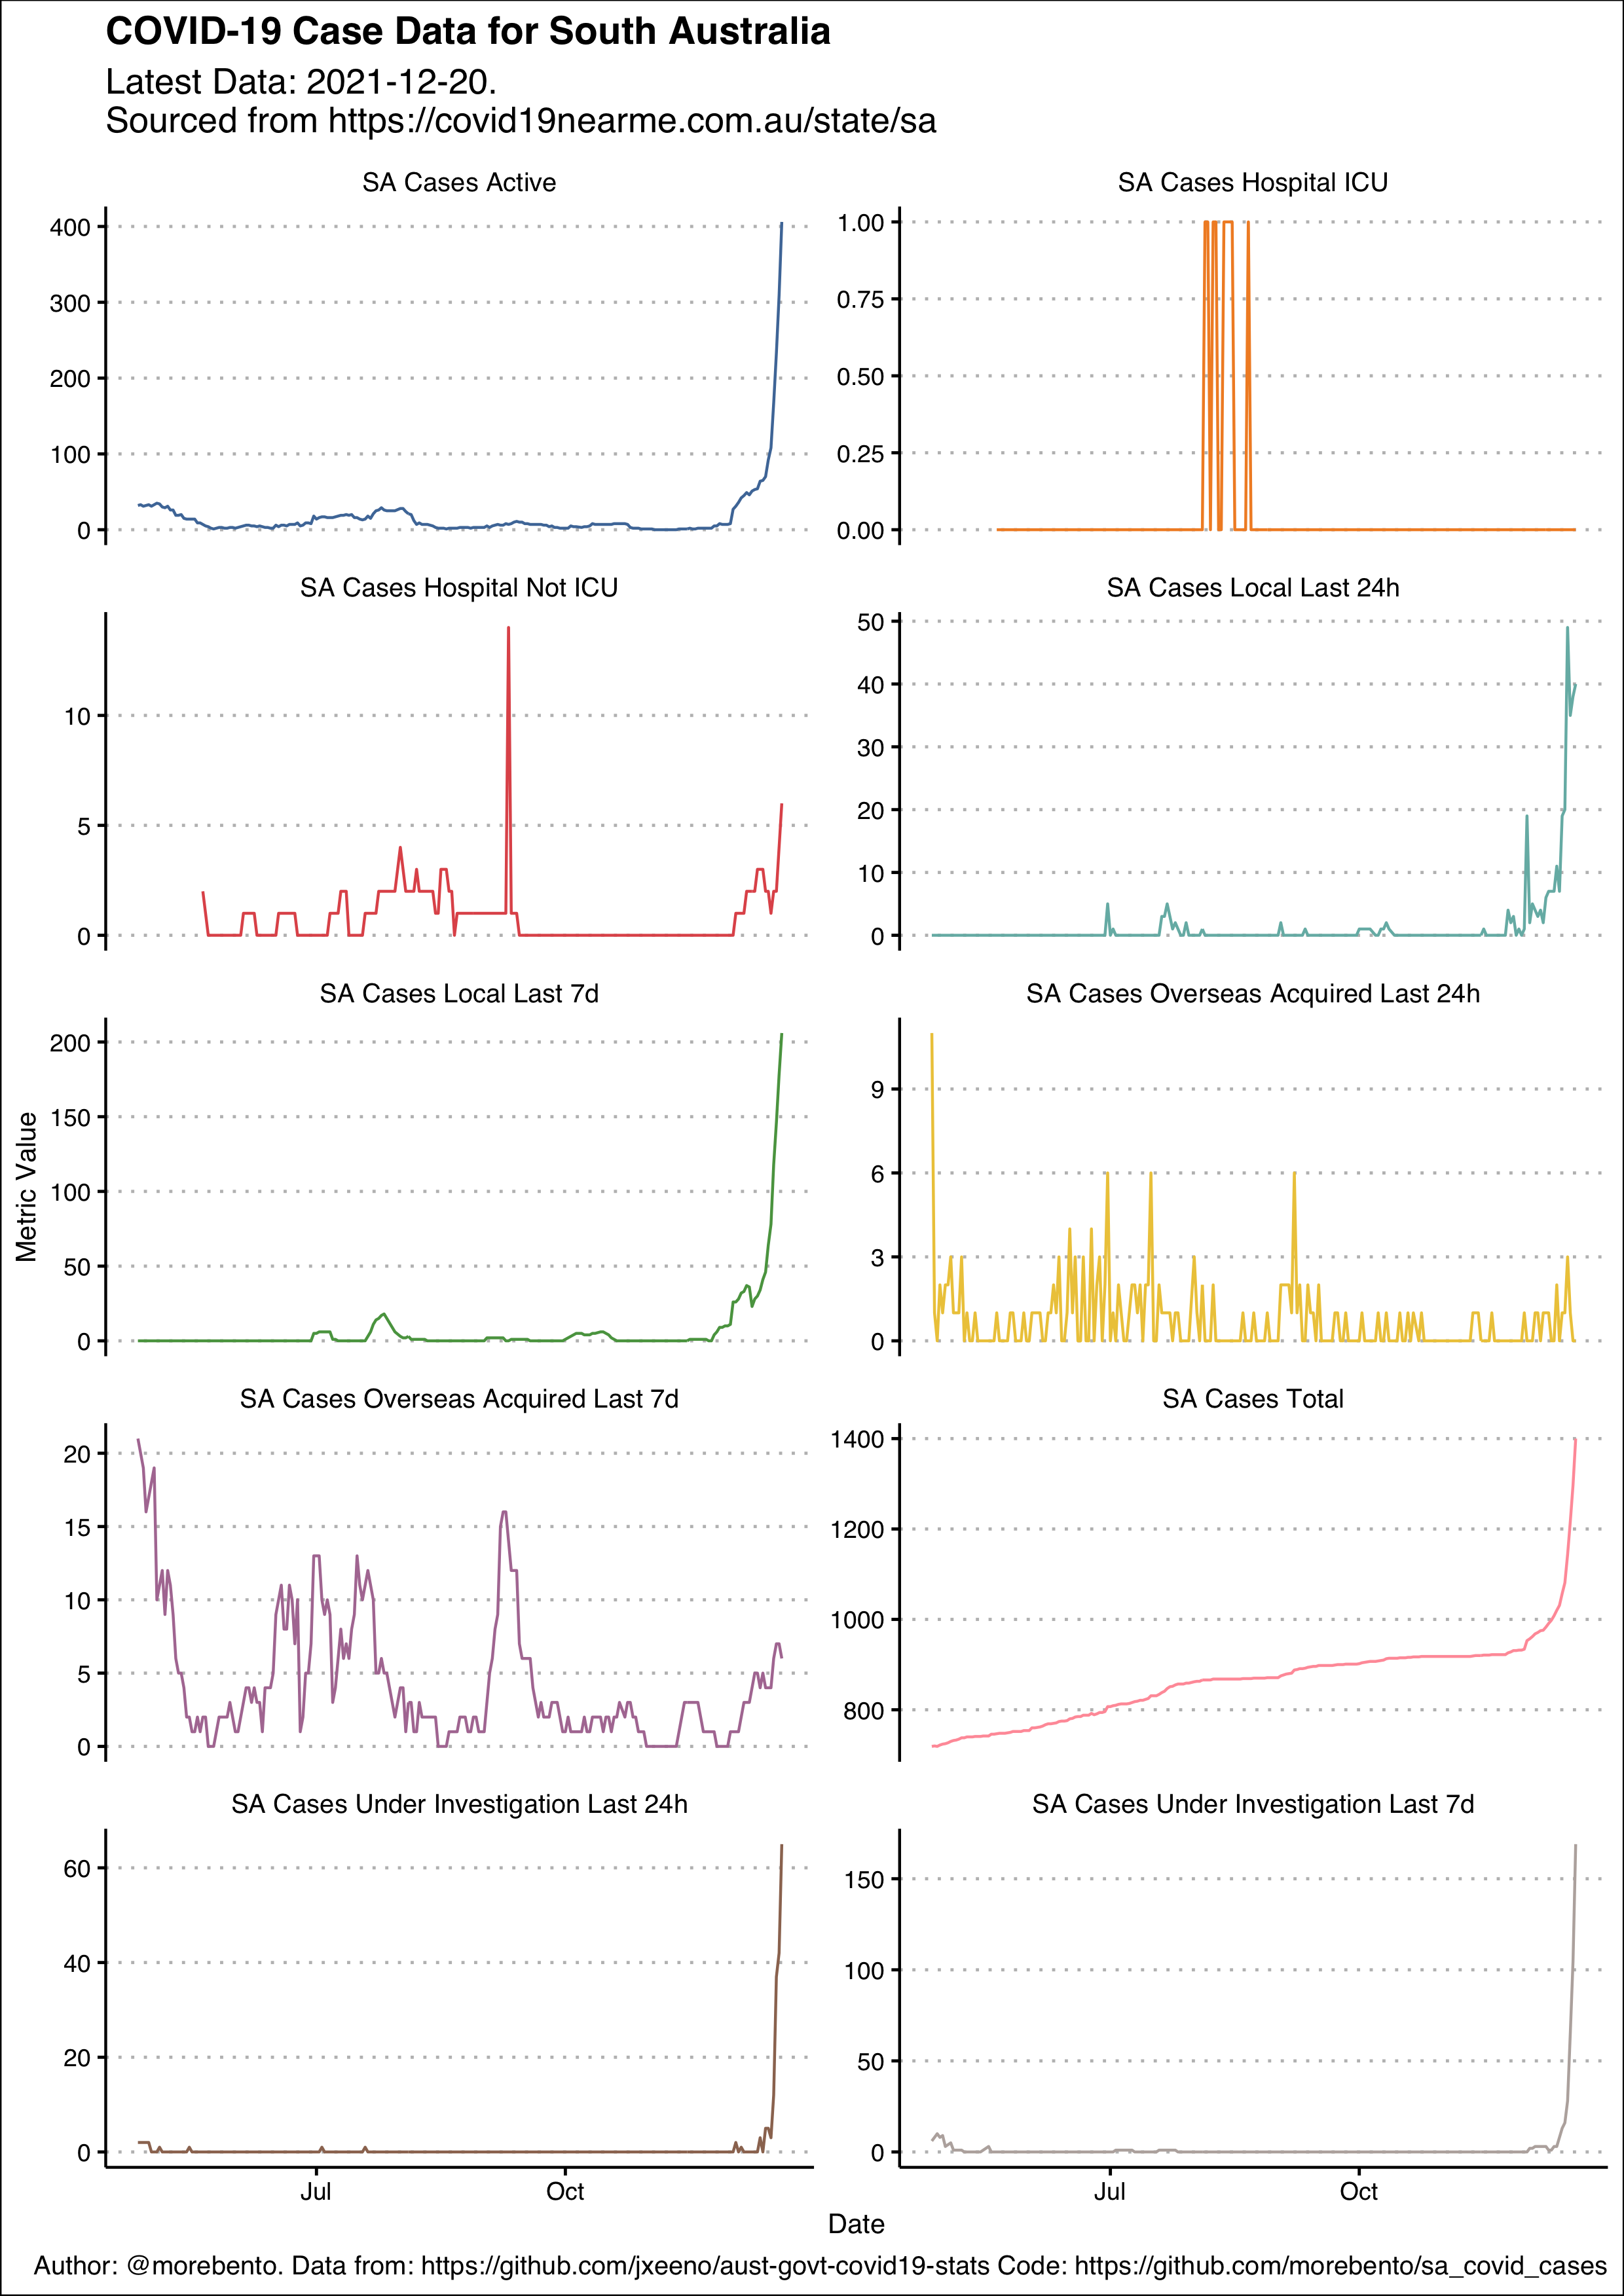 COVID-19 Case Data for South Australia
Latest Data: 2021-12-20.
Sourced from https://covid19nearme.com.au/state/sa
SA Cases Active
400
300
200
100
0
SA Cases Hospital ICU
1.00
0.75
0.50
0.25
0.00
SA Cases Hospital Not ICU
10
5
0
SA Cases Local Last 24h
50
40
30
20
10
0
SA Cases Local Last 7d
200
150
100
50
0
SA Cases Overseas Acquired Last 24h
9
6
3
0
Metric Value
SA Cases Overseas Acquired Last 7d
20
15
10
5
0
SA Cases Total
1400
1200
1000
800
SA Cases Under Investigation Last 24h
60
40
20
0
Jul
Oct
SA Cases Under Investigation Last 7d
150
100
50
0
Jul
Oct
Date
Author: @morebento. Data from: https://github.com/jxeeno/aust-govt-covid19-stats Code: https://github.com/morebento/sa_covid_cases